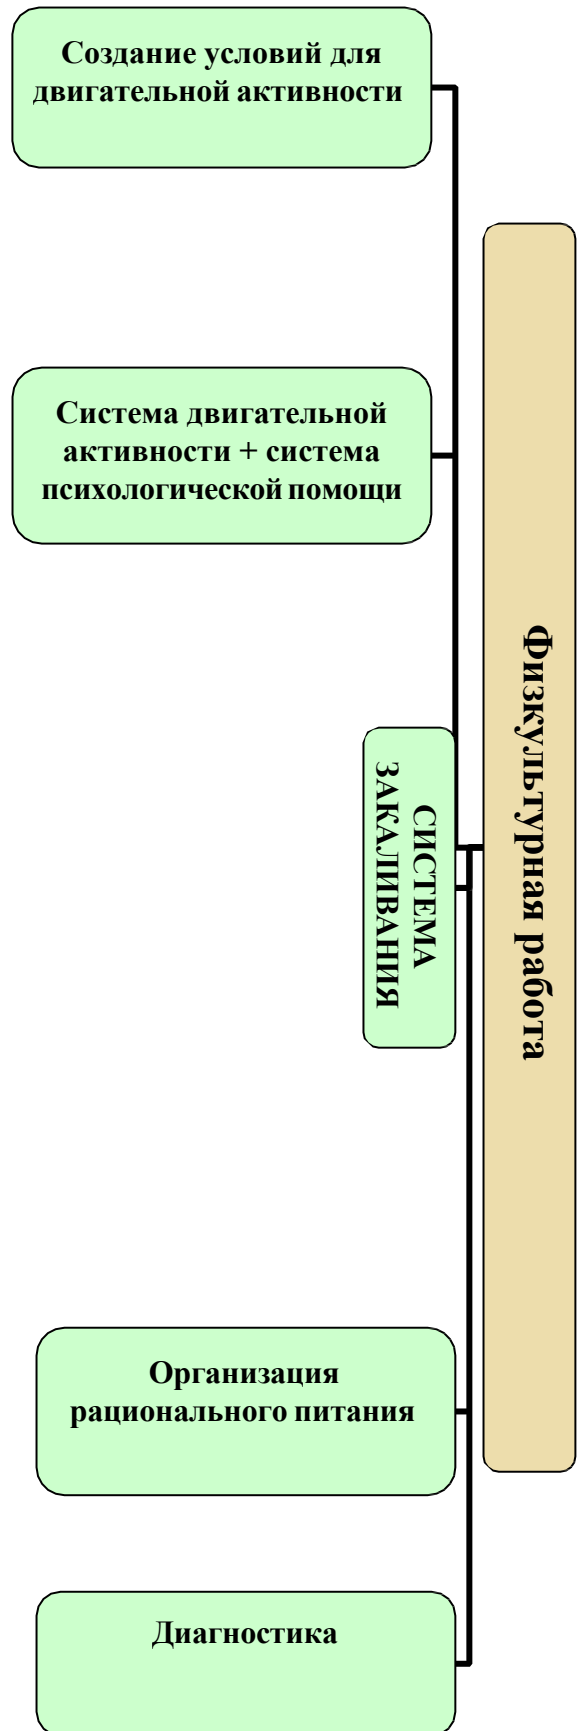 Создание условий для
двигательной активности
Система двигательной
активности + система
психологической помощи
Физкультурная работа
СИСТЕМА
ЗАКАЛИВАНИЯ
Организация
рационального питания
Диагностика